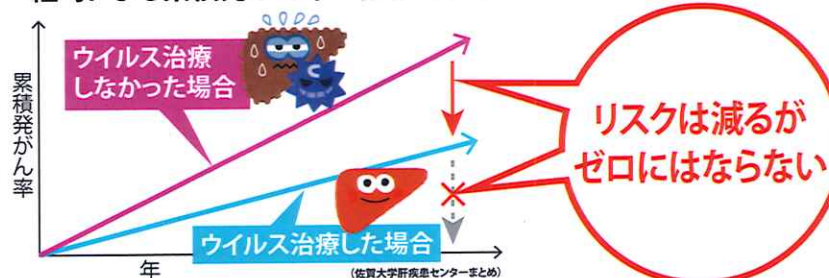 ウイルス治療
しなかった場合
C
累積発がん率
リスクは減るが
ゼロにはならない
ウイルス治療した場合
年
(佐賀大学肝疾患センターまとめ)